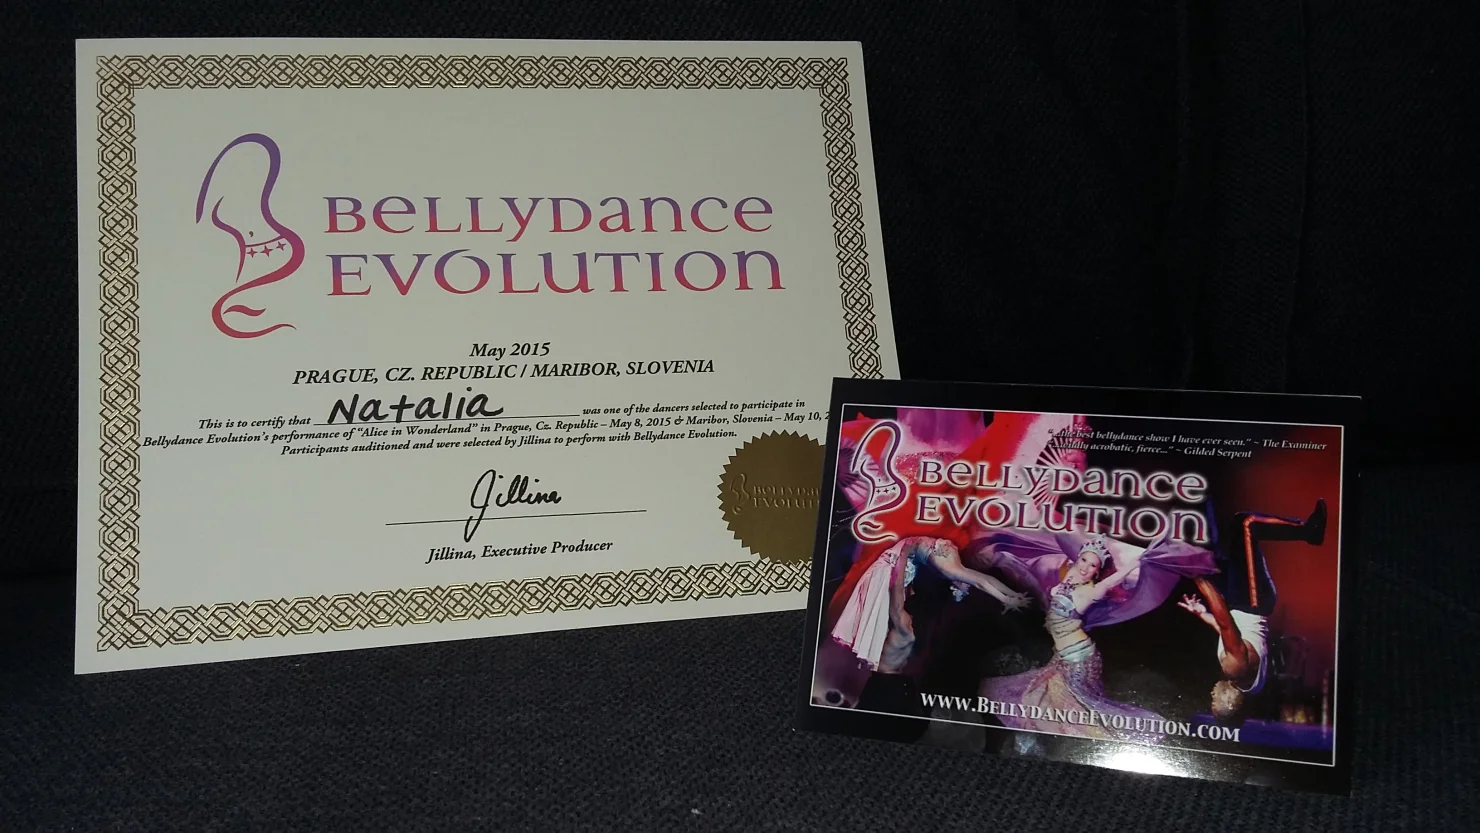 BELLYDANCE
EVOLUTION
May 2015
PRAGUE, CZ. REPUBLIC / MARIBOR, SLOVENIA
This is to certify that Natalia was one of the dancers selected to participate in
Bellydance Evolution's performance of "Alice in Wonderland" in Prague, Cz. Republic – May 8, 2015 & Maribor, Slovenia – May 10, 2
Participants auditioned and were selected by Jillina to perform with Bellydance Evolution.
Jillina
Jillina, Executive Producer
BELLYDAN
EVOLUTI
"...the best bellydance show I have ever seen." ~ The Examiner
acrobatic, fierce..." ~ Gilded Serpent
BELLYDANCE
EVOLUTION
WWW.BELLYDANCEEVOLUTION.COM